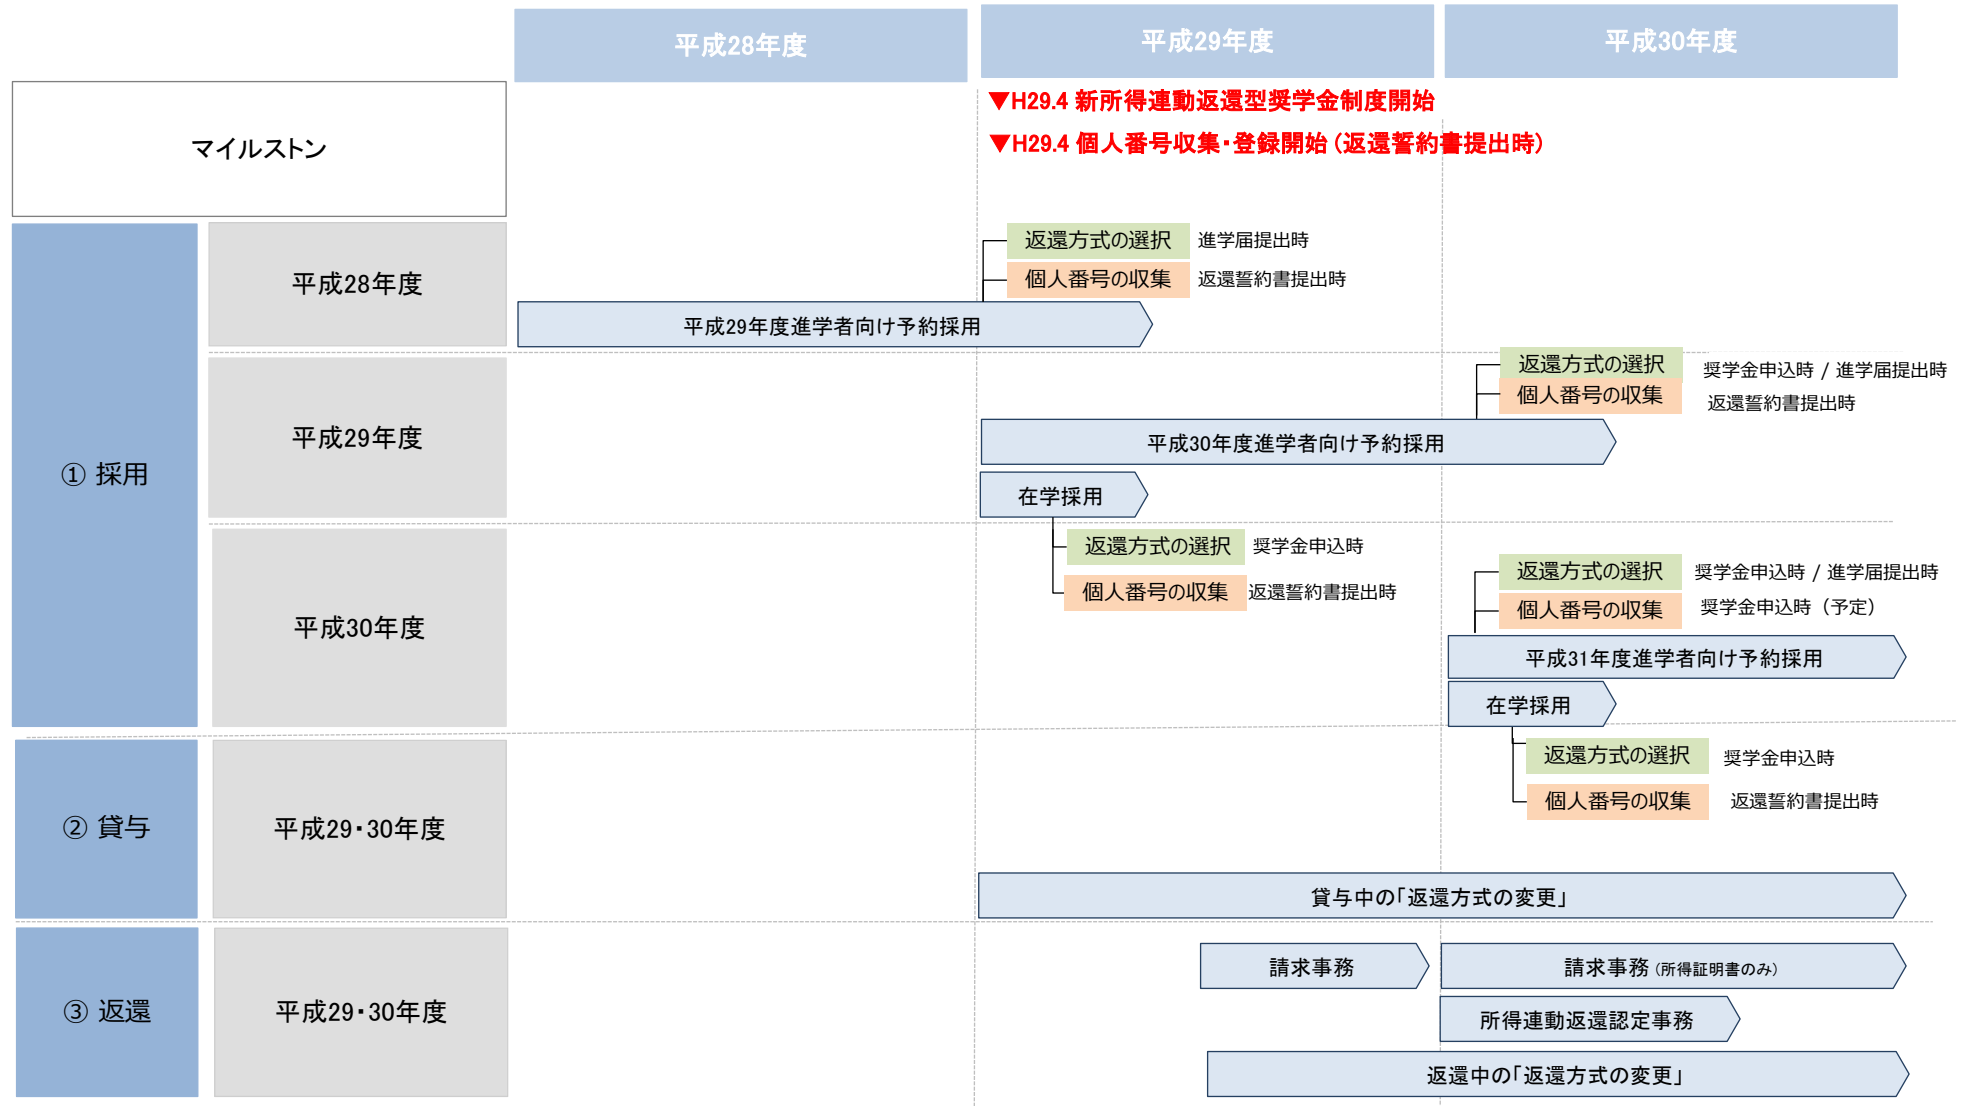 平成28年度
平成29年度
平成30年度
マイルストン
▼H29.4 新所得連動返還型奨学金制度開始
▼H29.4 個人番号収集・登録開始(返還誓約書提出時)
① 採用
平成28年度
返還方式の選択 進学届提出時
個人番号の収集 返還誓約書提出時
平成29年度進学者向け予約採用
平成29年度
返還方式の選択 奨学金申込時 / 進学届提出時
個人番号の収集 返還誓約書提出時
平成30年度進学者向け予約採用
在学採用
返還方式の選択 奨学金申込時
個人番号の収集 返還誓約書提出時
平成30年度
返還方式の選択 奨学金申込時 / 進学届提出時
個人番号の収集 奨学金申込時（予定）
平成31年度進学者向け予約採用
在学採用
返還方式の選択 奨学金申込時
個人番号の収集 返還誓約書提出時
② 貸与
平成29・30年度
貸与中の「返還方式の変更」
③ 返還
平成29・30年度
請求事務
請求事務 (所得証明書のみ)
所得連動返還認定事務
返還中の「返還方式の変更」